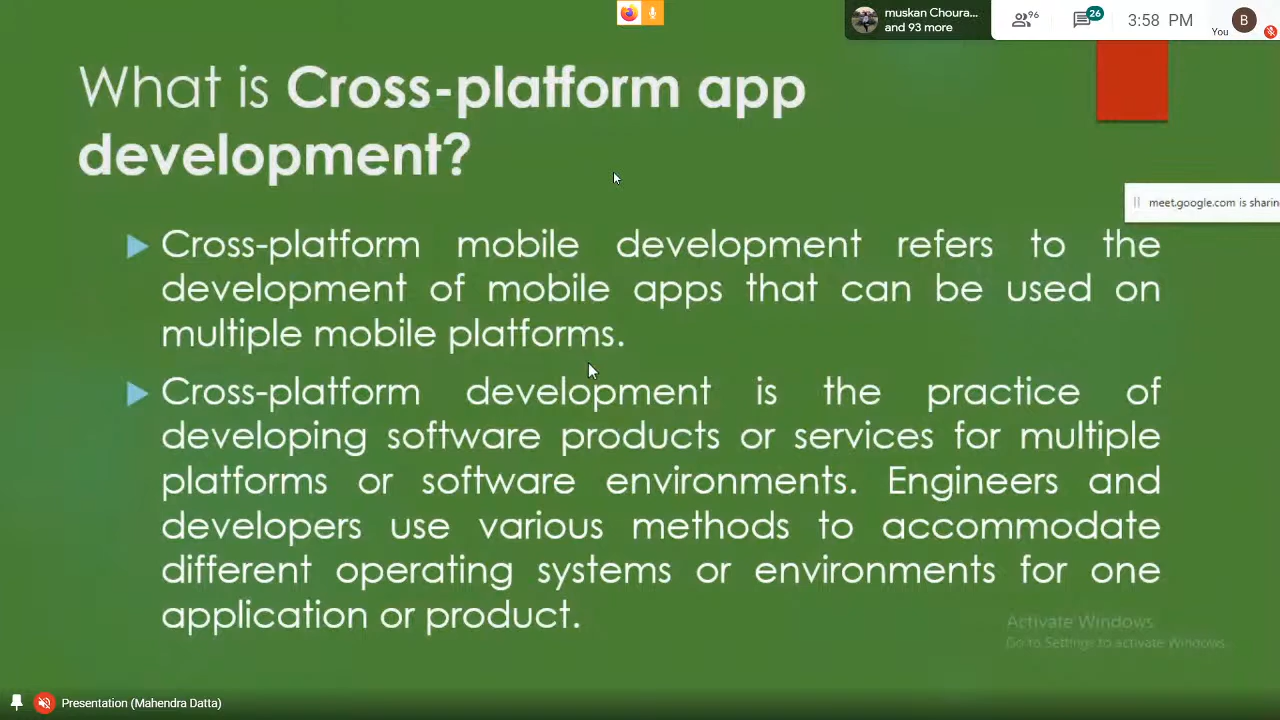 muskan Choura...
and 93 more
96
26
3:58 PM
You
B
What is Cross-platform app
development?
meet.google.com is sharin
Cross-platform mobile development refers to the
development of mobile apps that can be used on
multiple mobile platforms.
Cross-platform development is the practice of
developing software products or services for multiple
platforms or software environments. Engineers and
developers use various methods to accommodate
different operating systems or environments for one
application or product.
Activate Windows
Go to Settings to activate Windows.
Presentation (Mahendra Datta)